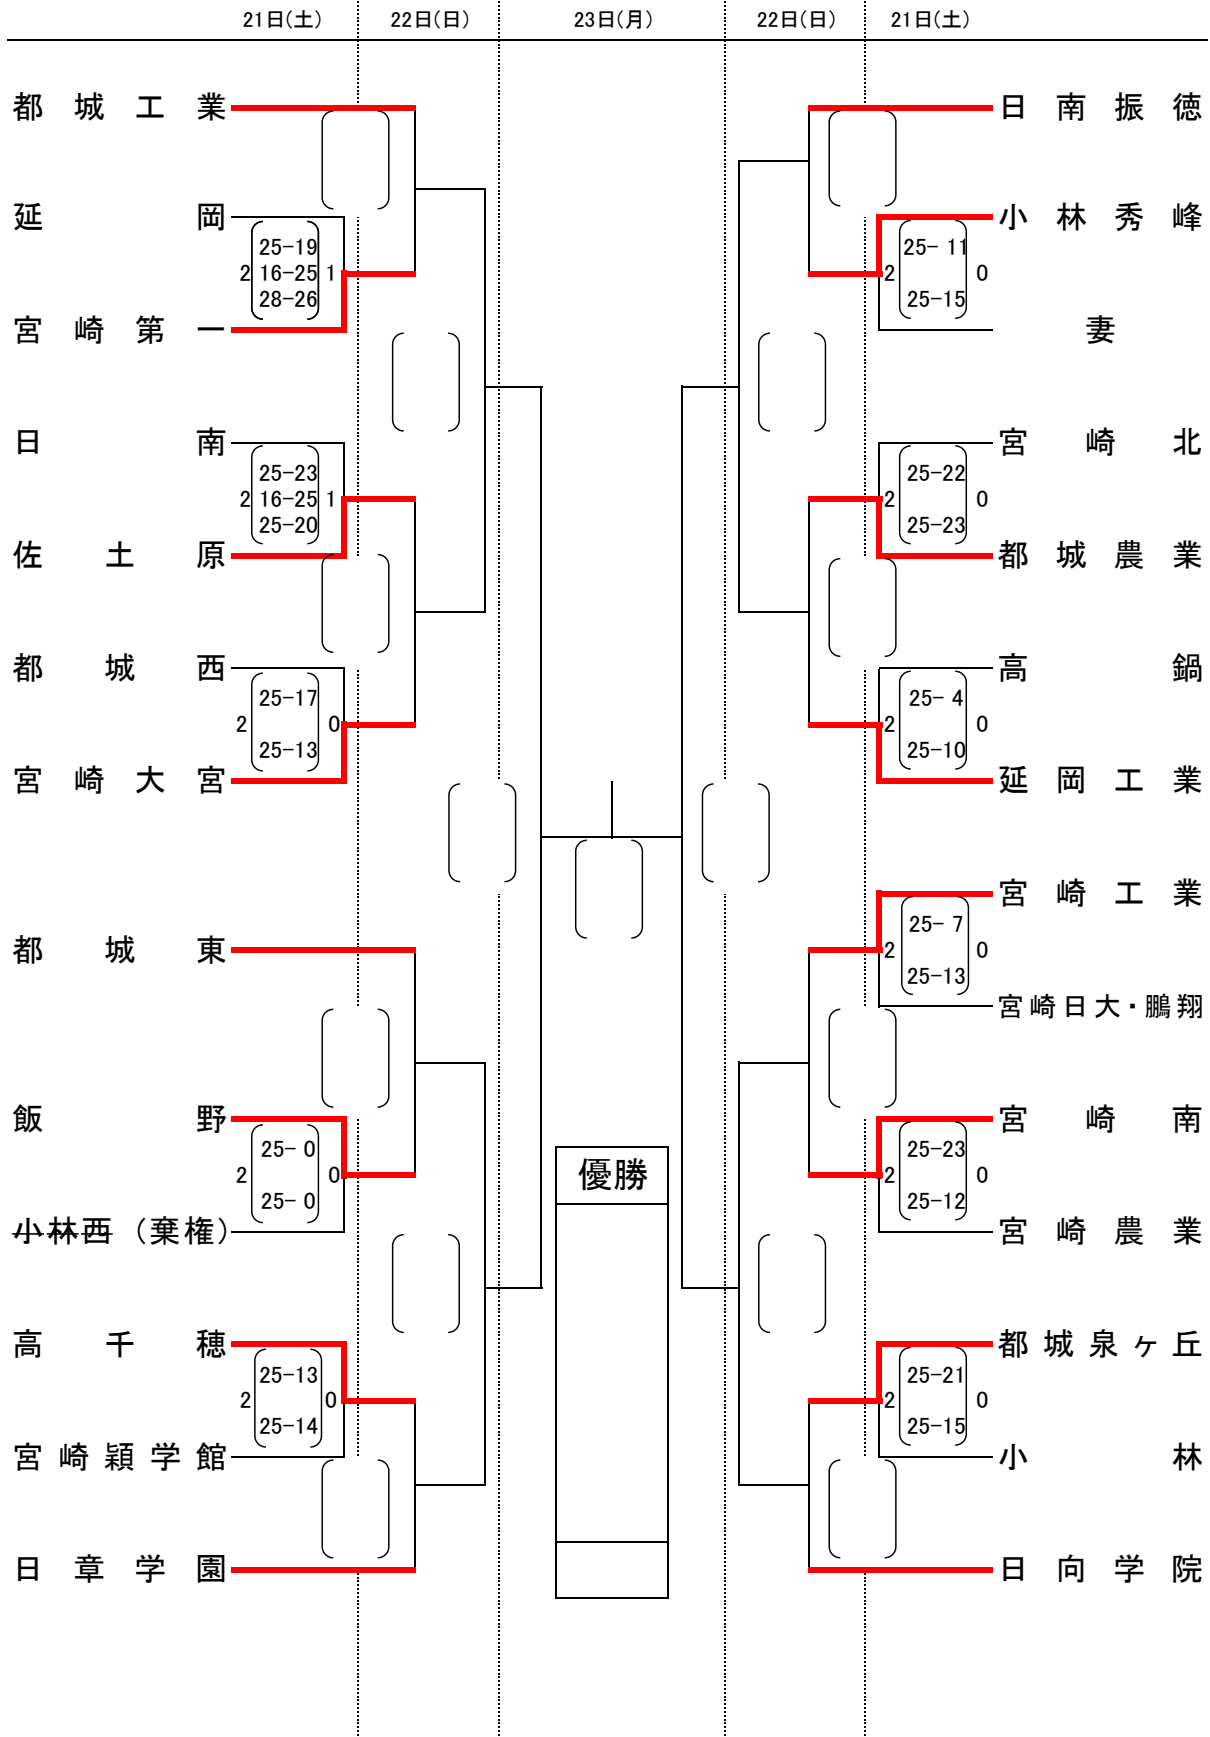 21日(土) 22日(日) 23日(月) 22日(日) 21日(土)
都城工業
延岡
25-19
2 16-25 1
28-26
宮崎第一
日南
25-23
2 16-25 1
25-20
佐土原
都城西
25-17
2 0
25-13
宮崎大宮
都城東
飯野
25- 0
2 0
25- 0
小林西（棄権）
高千穂
25-13
2 0
25-14
宮崎穎学館
日章学園
優勝
日南振徳
小林秀峰
25- 11
2 0
25-15
妻
宮崎北
25-22
2 0
25-23
都城農業
高鍋
25- 4
2 0
25-10
延岡工業
宮崎工業
25- 7
2 0
25-13
宮崎日大・鵬翔
宮崎南
25-23
2 0
25-12
宮崎農業
都城泉ヶ丘
25-21
2 0
25-15
小林
日向学院